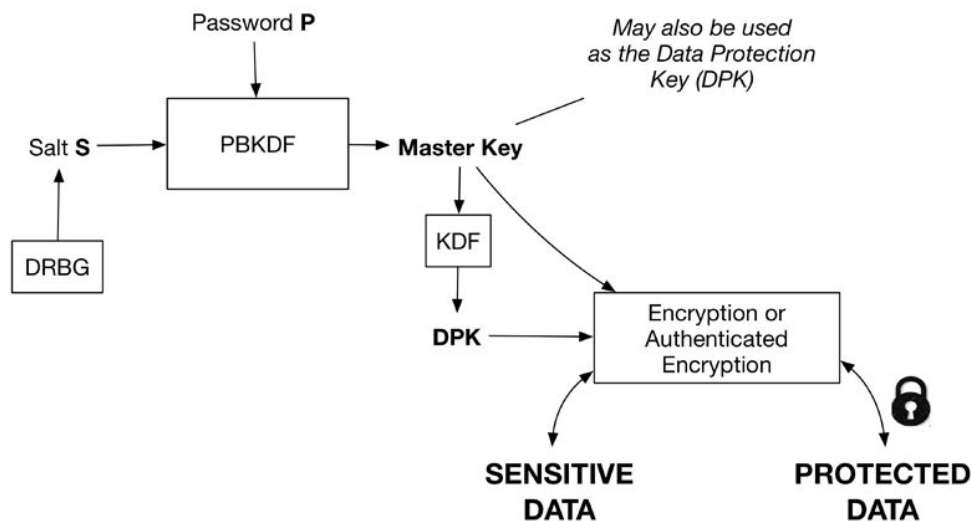 Password P
May also be used
as the Data Protection
Key (DPK)
Salt S
PBKDF
Master Key
DRBG
KDF
DPK
Encryption or
Authenticated
Encryption
SENSITIVE
DATA
PROTECTED
DATA